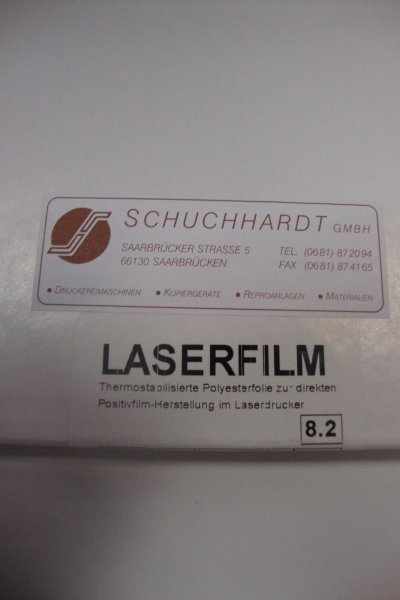 SCHUCHHARDT GMBH
SAARBRÜCKER STRASSE 5 TEL. (0681) 872094
66130 SAARBRÜCKEN FAX (0681) 874165
• DRUCKEREIMASCHINEN • KOPIERGERÄTE • REPROANLAGEN • MATERIALIEN
LASERFILM
Thermostabilisierte Polyesterfolie zur direkten
Positivfilm-Herstellung im Laserdrucker
8.2